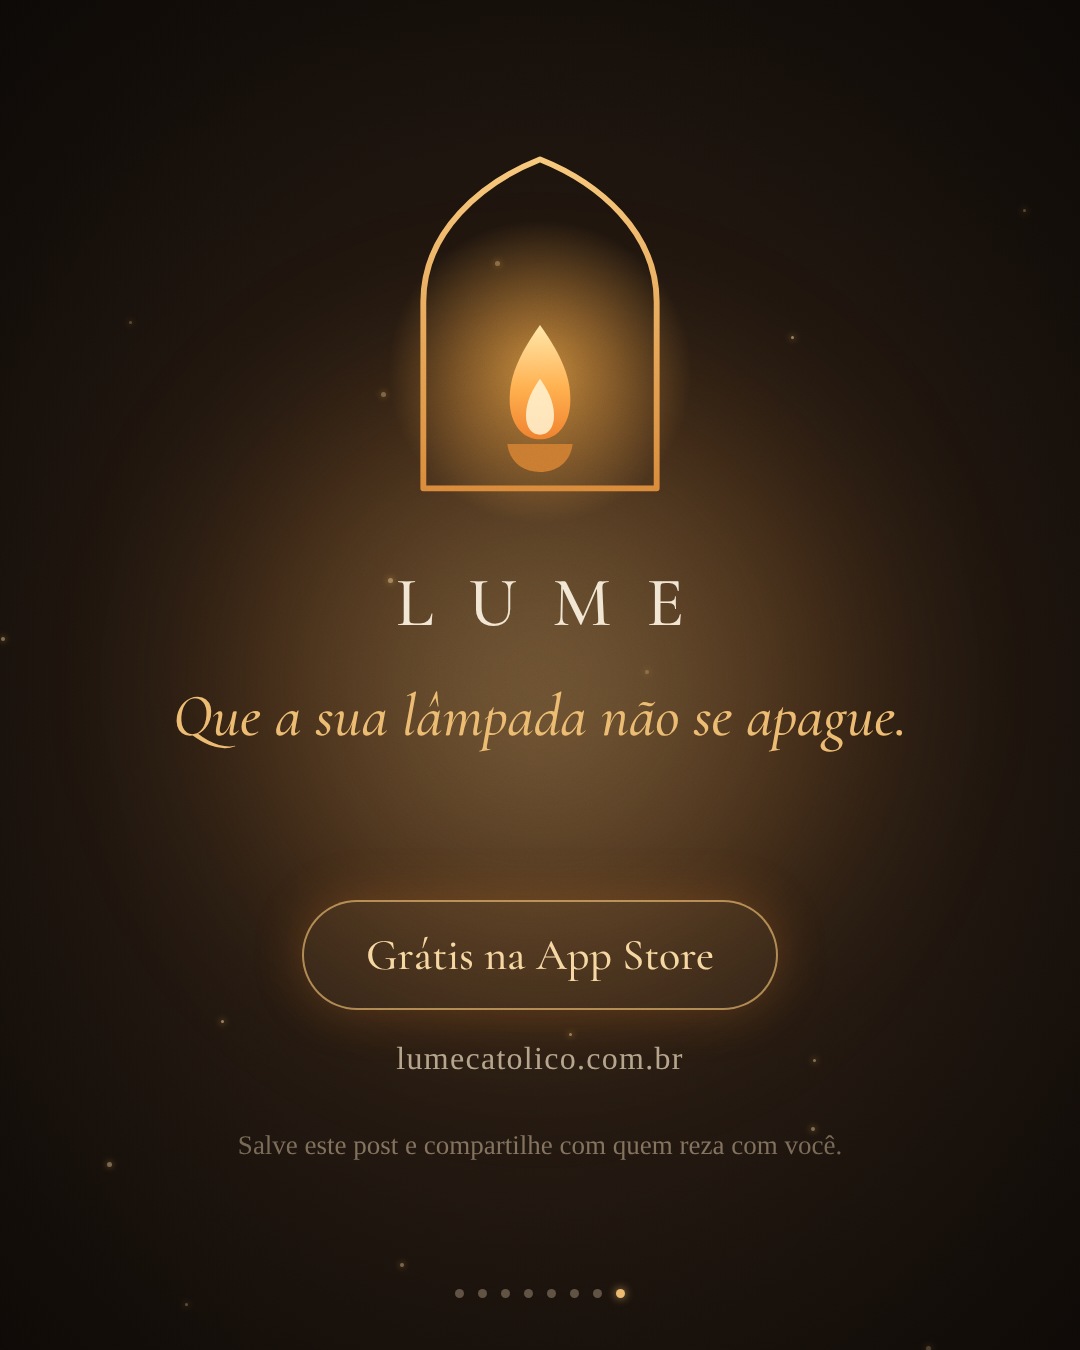 LUME
Que a sua lâmpada não se apague.
Grátis na App Store
lumecatolico.com.br
Salve este post e compartilhe com quem reza com você.